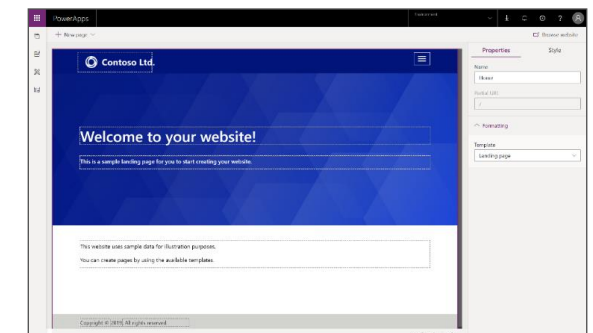 PowerApps
?
+ New page
Browse website
Contoso Ltd.
Properties Style
Name
Home
Partial URL
/
Formatting
Template
Landing page
Welcome to your website!
This is a sample landing page for you to start creating your website.
This website uses sample data for illustration purposes.
You can create pages by using the available templates.
Copyright © 2019. All rights reserved.